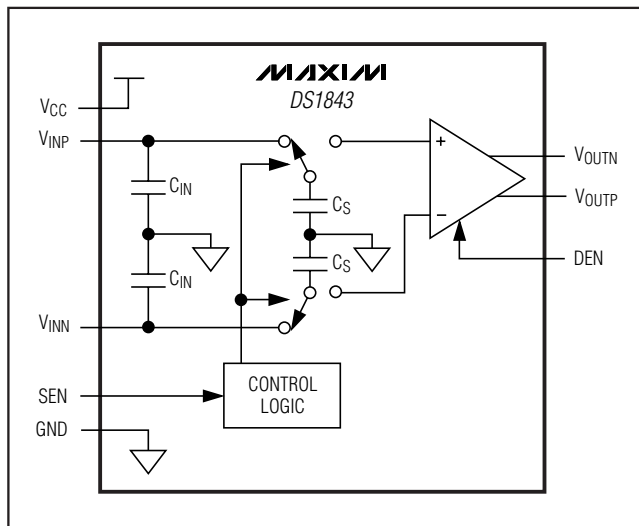 MAXIM
DS1843
VCC
VINP
CIN
CS
+
VOUTN
VOUTP
−
CS
CIN
DEN
VINN
SEN
CONTROL
LOGIC
GND